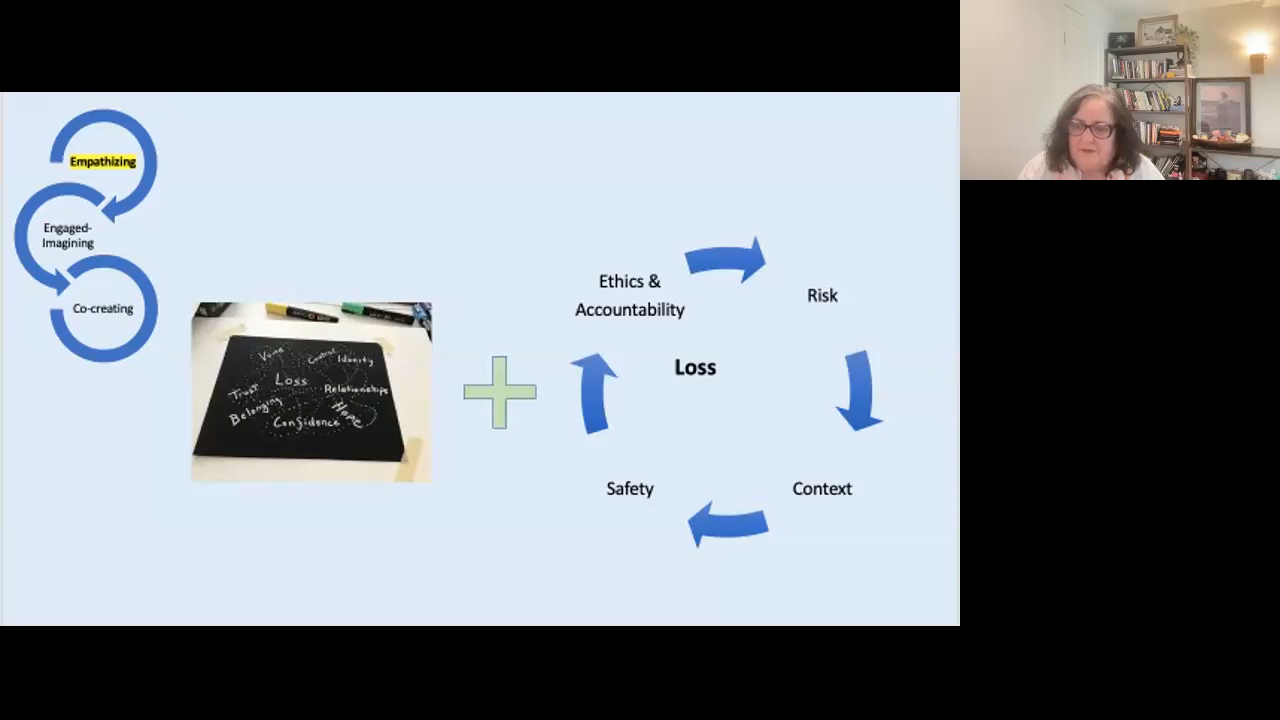 Empathizing
Engaged-
Imagining
Co-creating
Voice
Control
Identity
Loss
Trust
Relationships
Belonging
Hope
Confidence
Ethics &
Accountability
Risk
Loss
Safety
Context